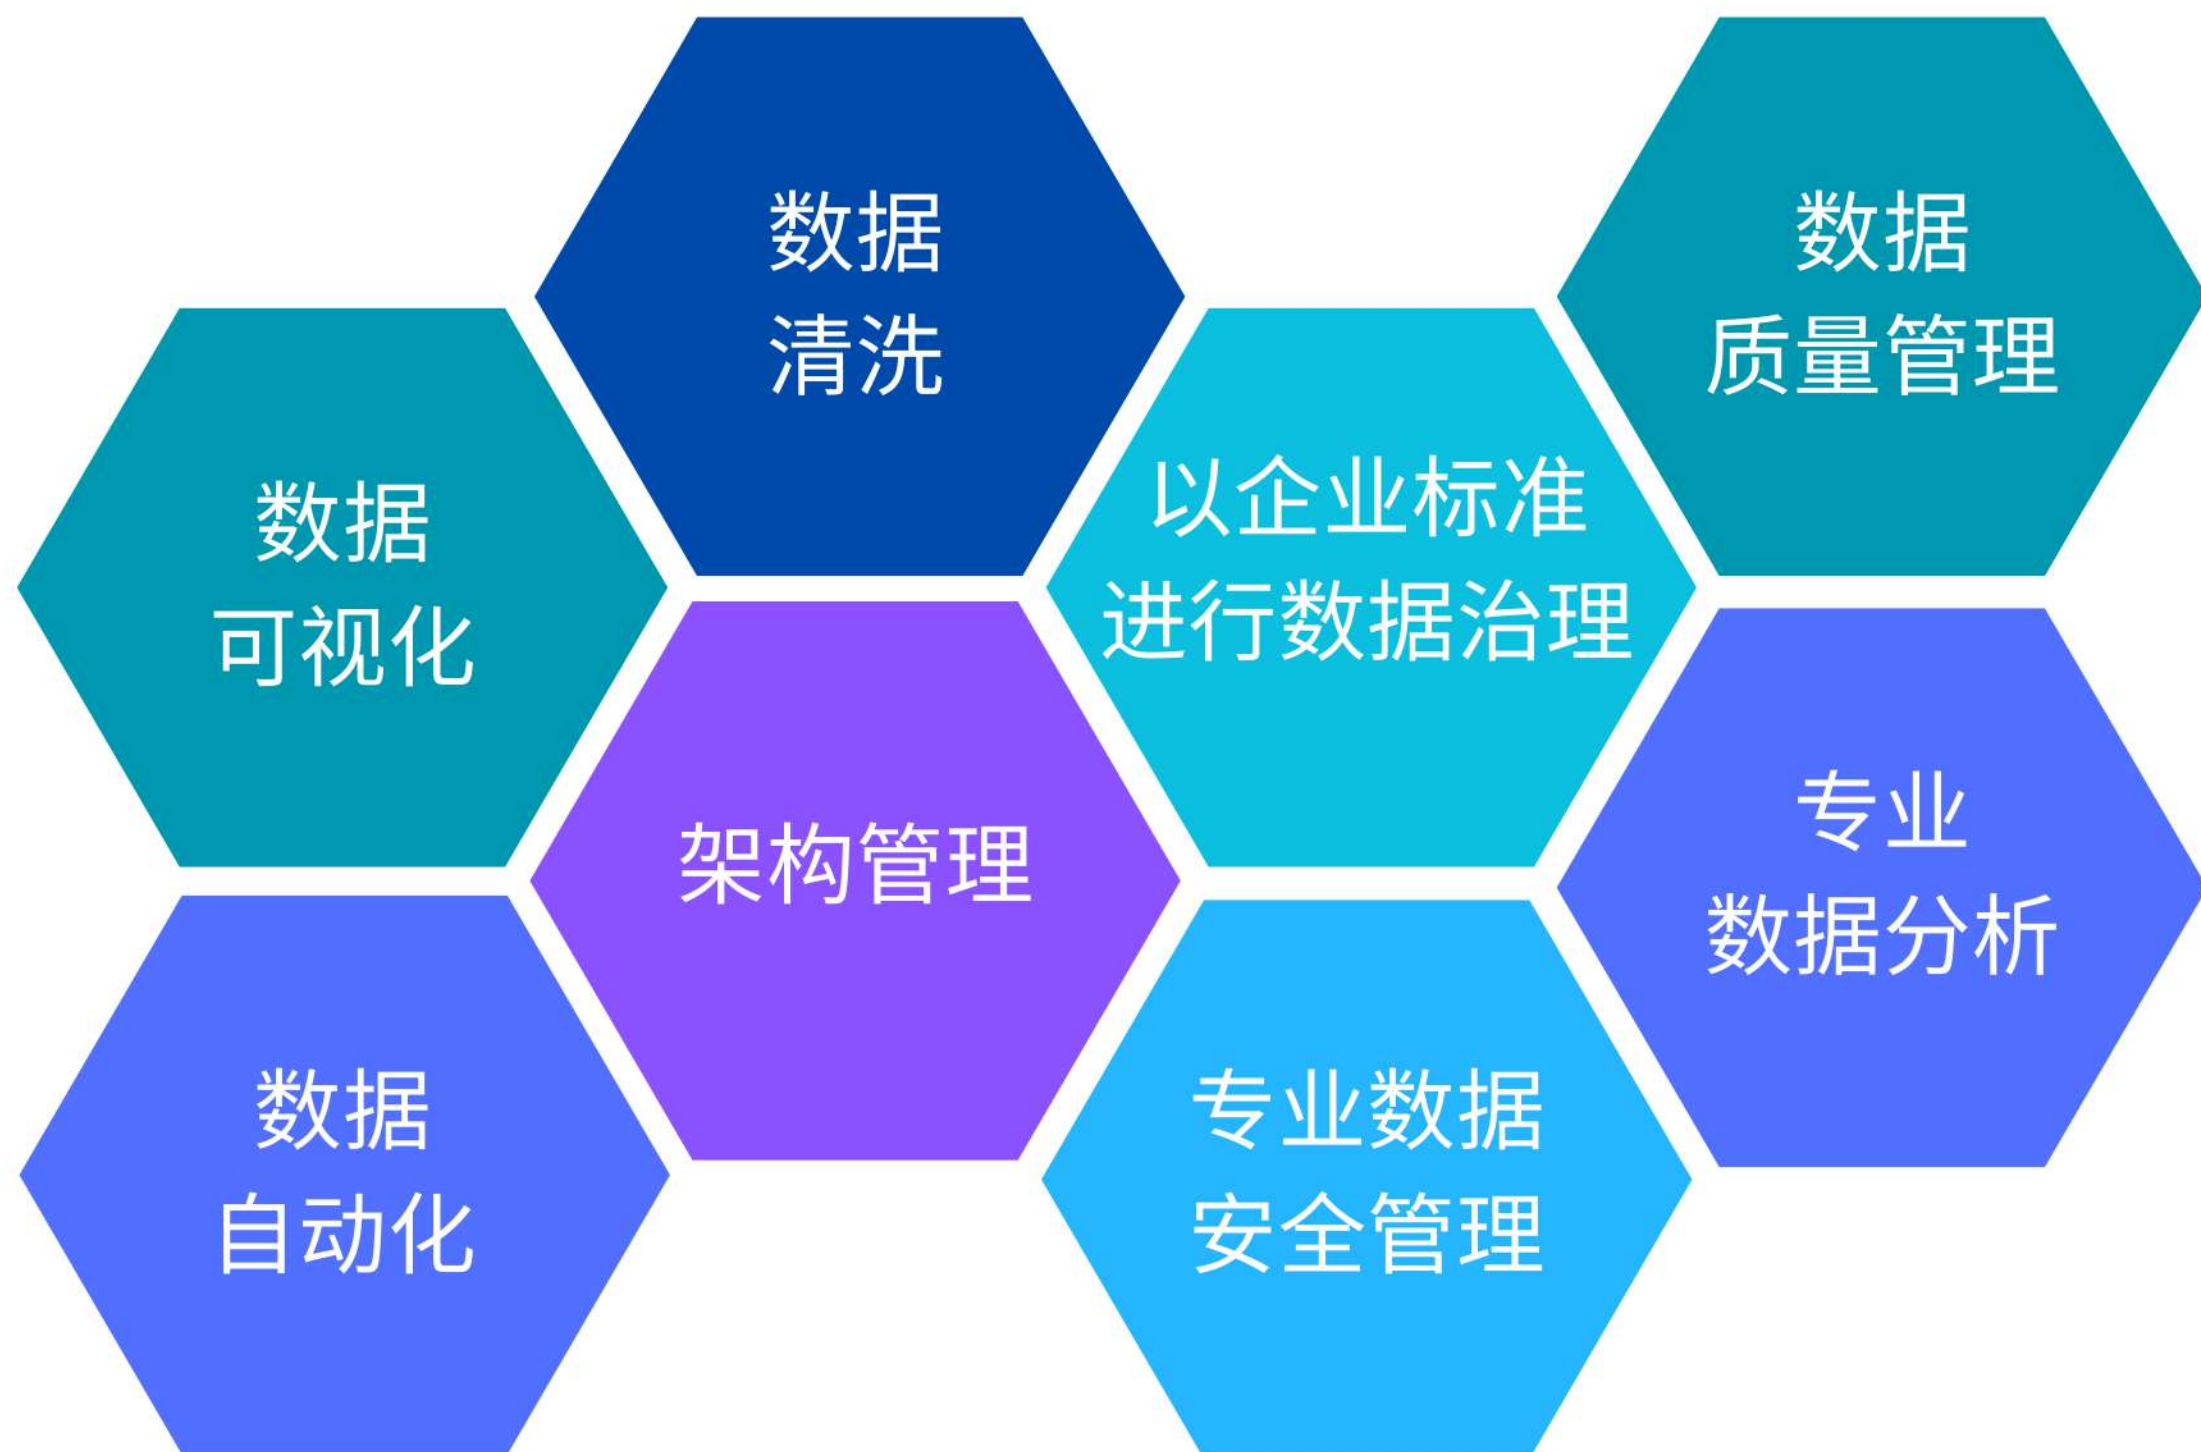 数据
清洗
数据
质量管理
数据
可视化
以企业标准
进行数据治理
架构管理
专业
数据分析
数据
自动化
专业数据
安全管理